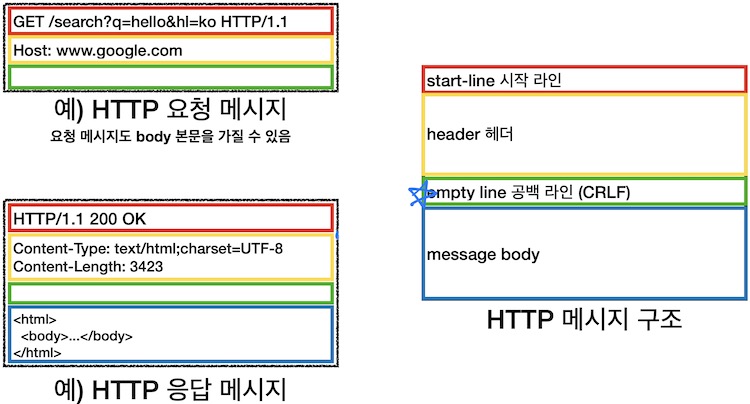 GET /search?q=hello&hl=ko HTTP/1.1
Host: www.google.com
예) HTTP 요청 메시지
요청 메시지도 body 본문을 가질 수 있음
HTTP/1.1 200 OK
Content-Type: text/html;charset=UTF-8
Content-Length: 3423
<html>
<body>...</body>
</html>
예) HTTP 응답 메시지
start-line 시작 라인
header 헤더
empty line 공백 라인 (CRLF)
message body
HTTP 메시지 구조